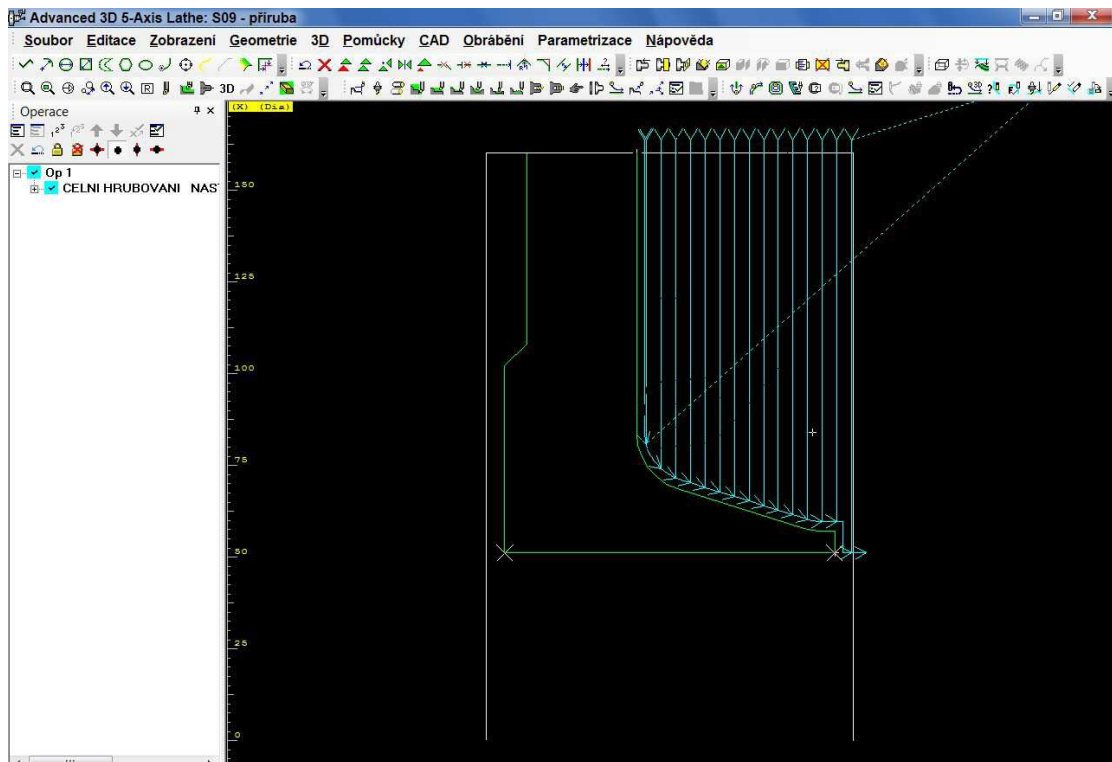 Advanced 3D 5-Axis Lathe: S09 - příruba
Soubor Editace Zobrazení Geometrie 3D Pomůcky CAD Obrábění Parametrizace Nápověda
3D
Operace
(X) (Dia)
Op 1
CELNI HRUBOVANI NAS
150
125
100
75
50
25
0